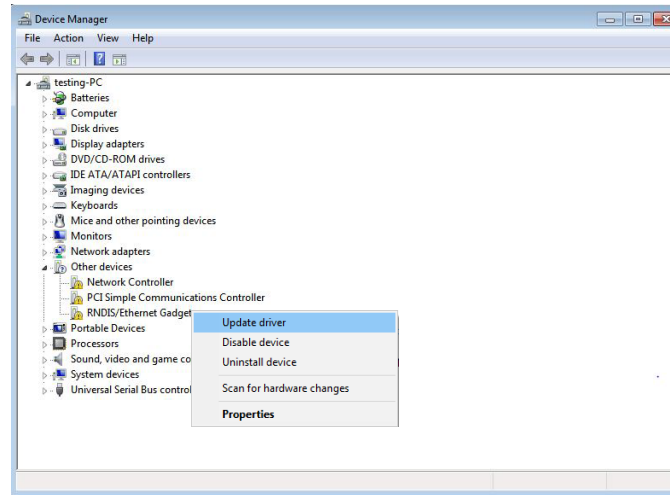 Device Manager
File Action View Help
testing-PC
Batteries
Computer
Disk drives
Display adapters
DVD/CD-ROM drives
IDE ATA/ATAPI controllers
Imaging devices
Keyboards
Mice and other pointing devices
Monitors
Network adapters
Other devices
Network Controller
PCI Simple Communications Controller
RNDIS/Ethernet Gadget
Portable Devices
Processors
Sound, video and game co
System devices
Universal Serial Bus control
Update driver
Disable device
Uninstall device
Scan for hardware changes
Properties